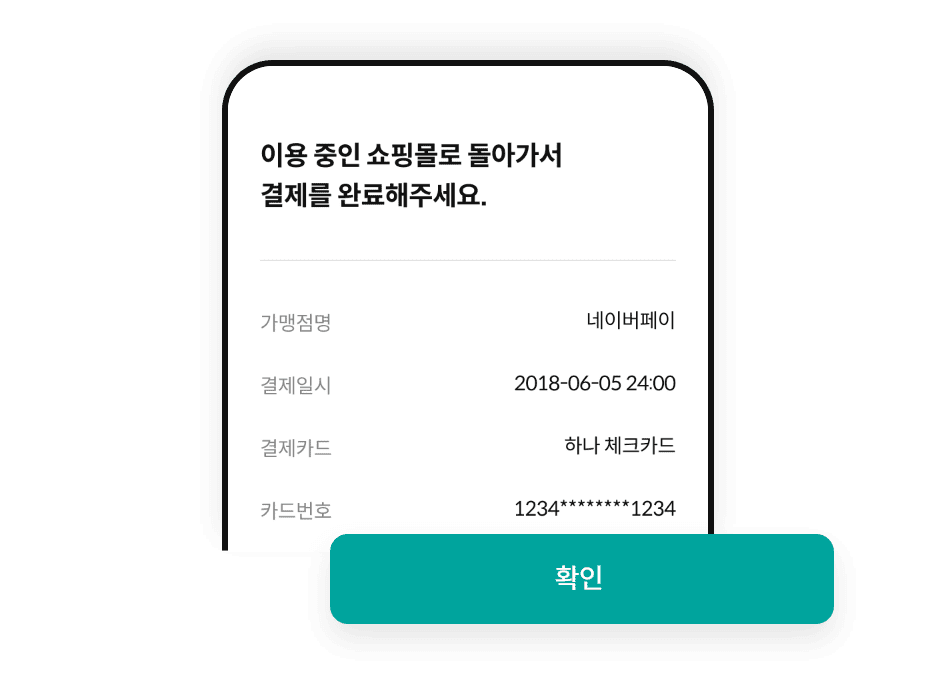 이용 중인 쇼핑몰로 돌아가서
결제를 완료해주세요.
가맹점명 네이버페이
결제일시 2018-06-05 24:00
결제카드 하나 체크카드
카드번호 1234********1234
확인